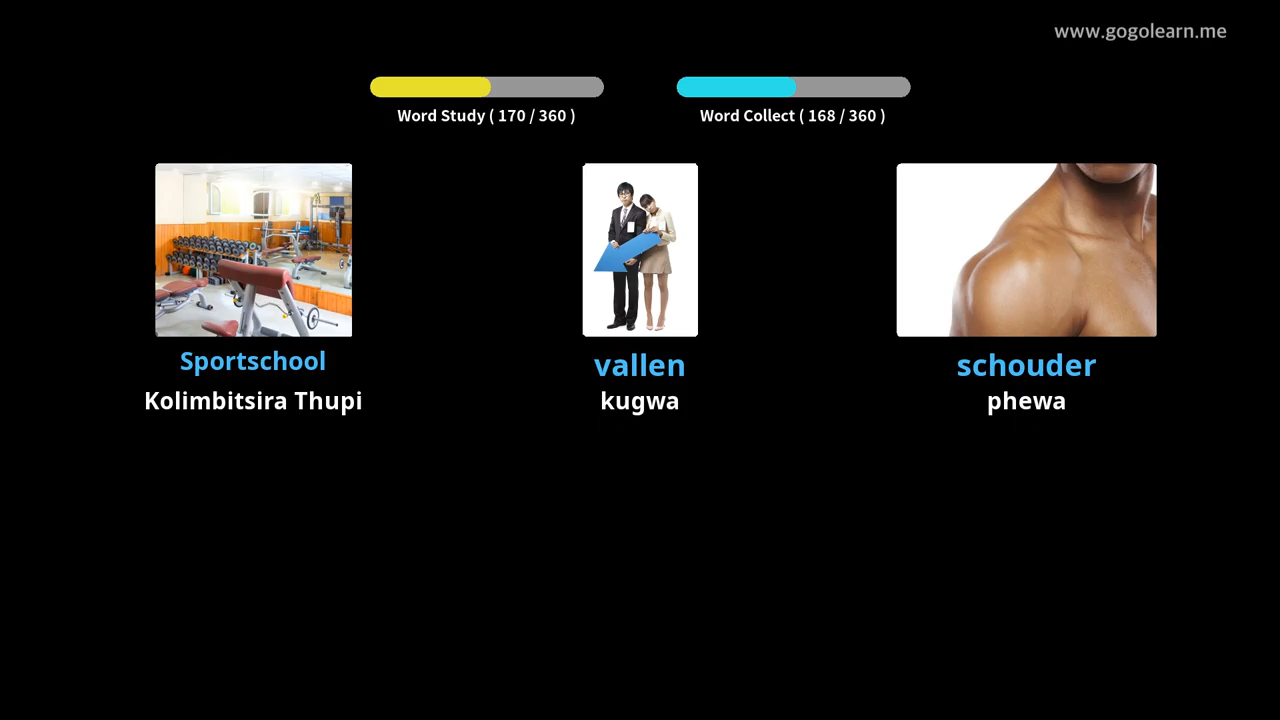 www.gogolearn.me
Word Study ( 170 / 360 )
Word Collect ( 168 / 360 )
Sportschool
Kolimbitsira Thupi
vallen
kugwa
schouder
phewa